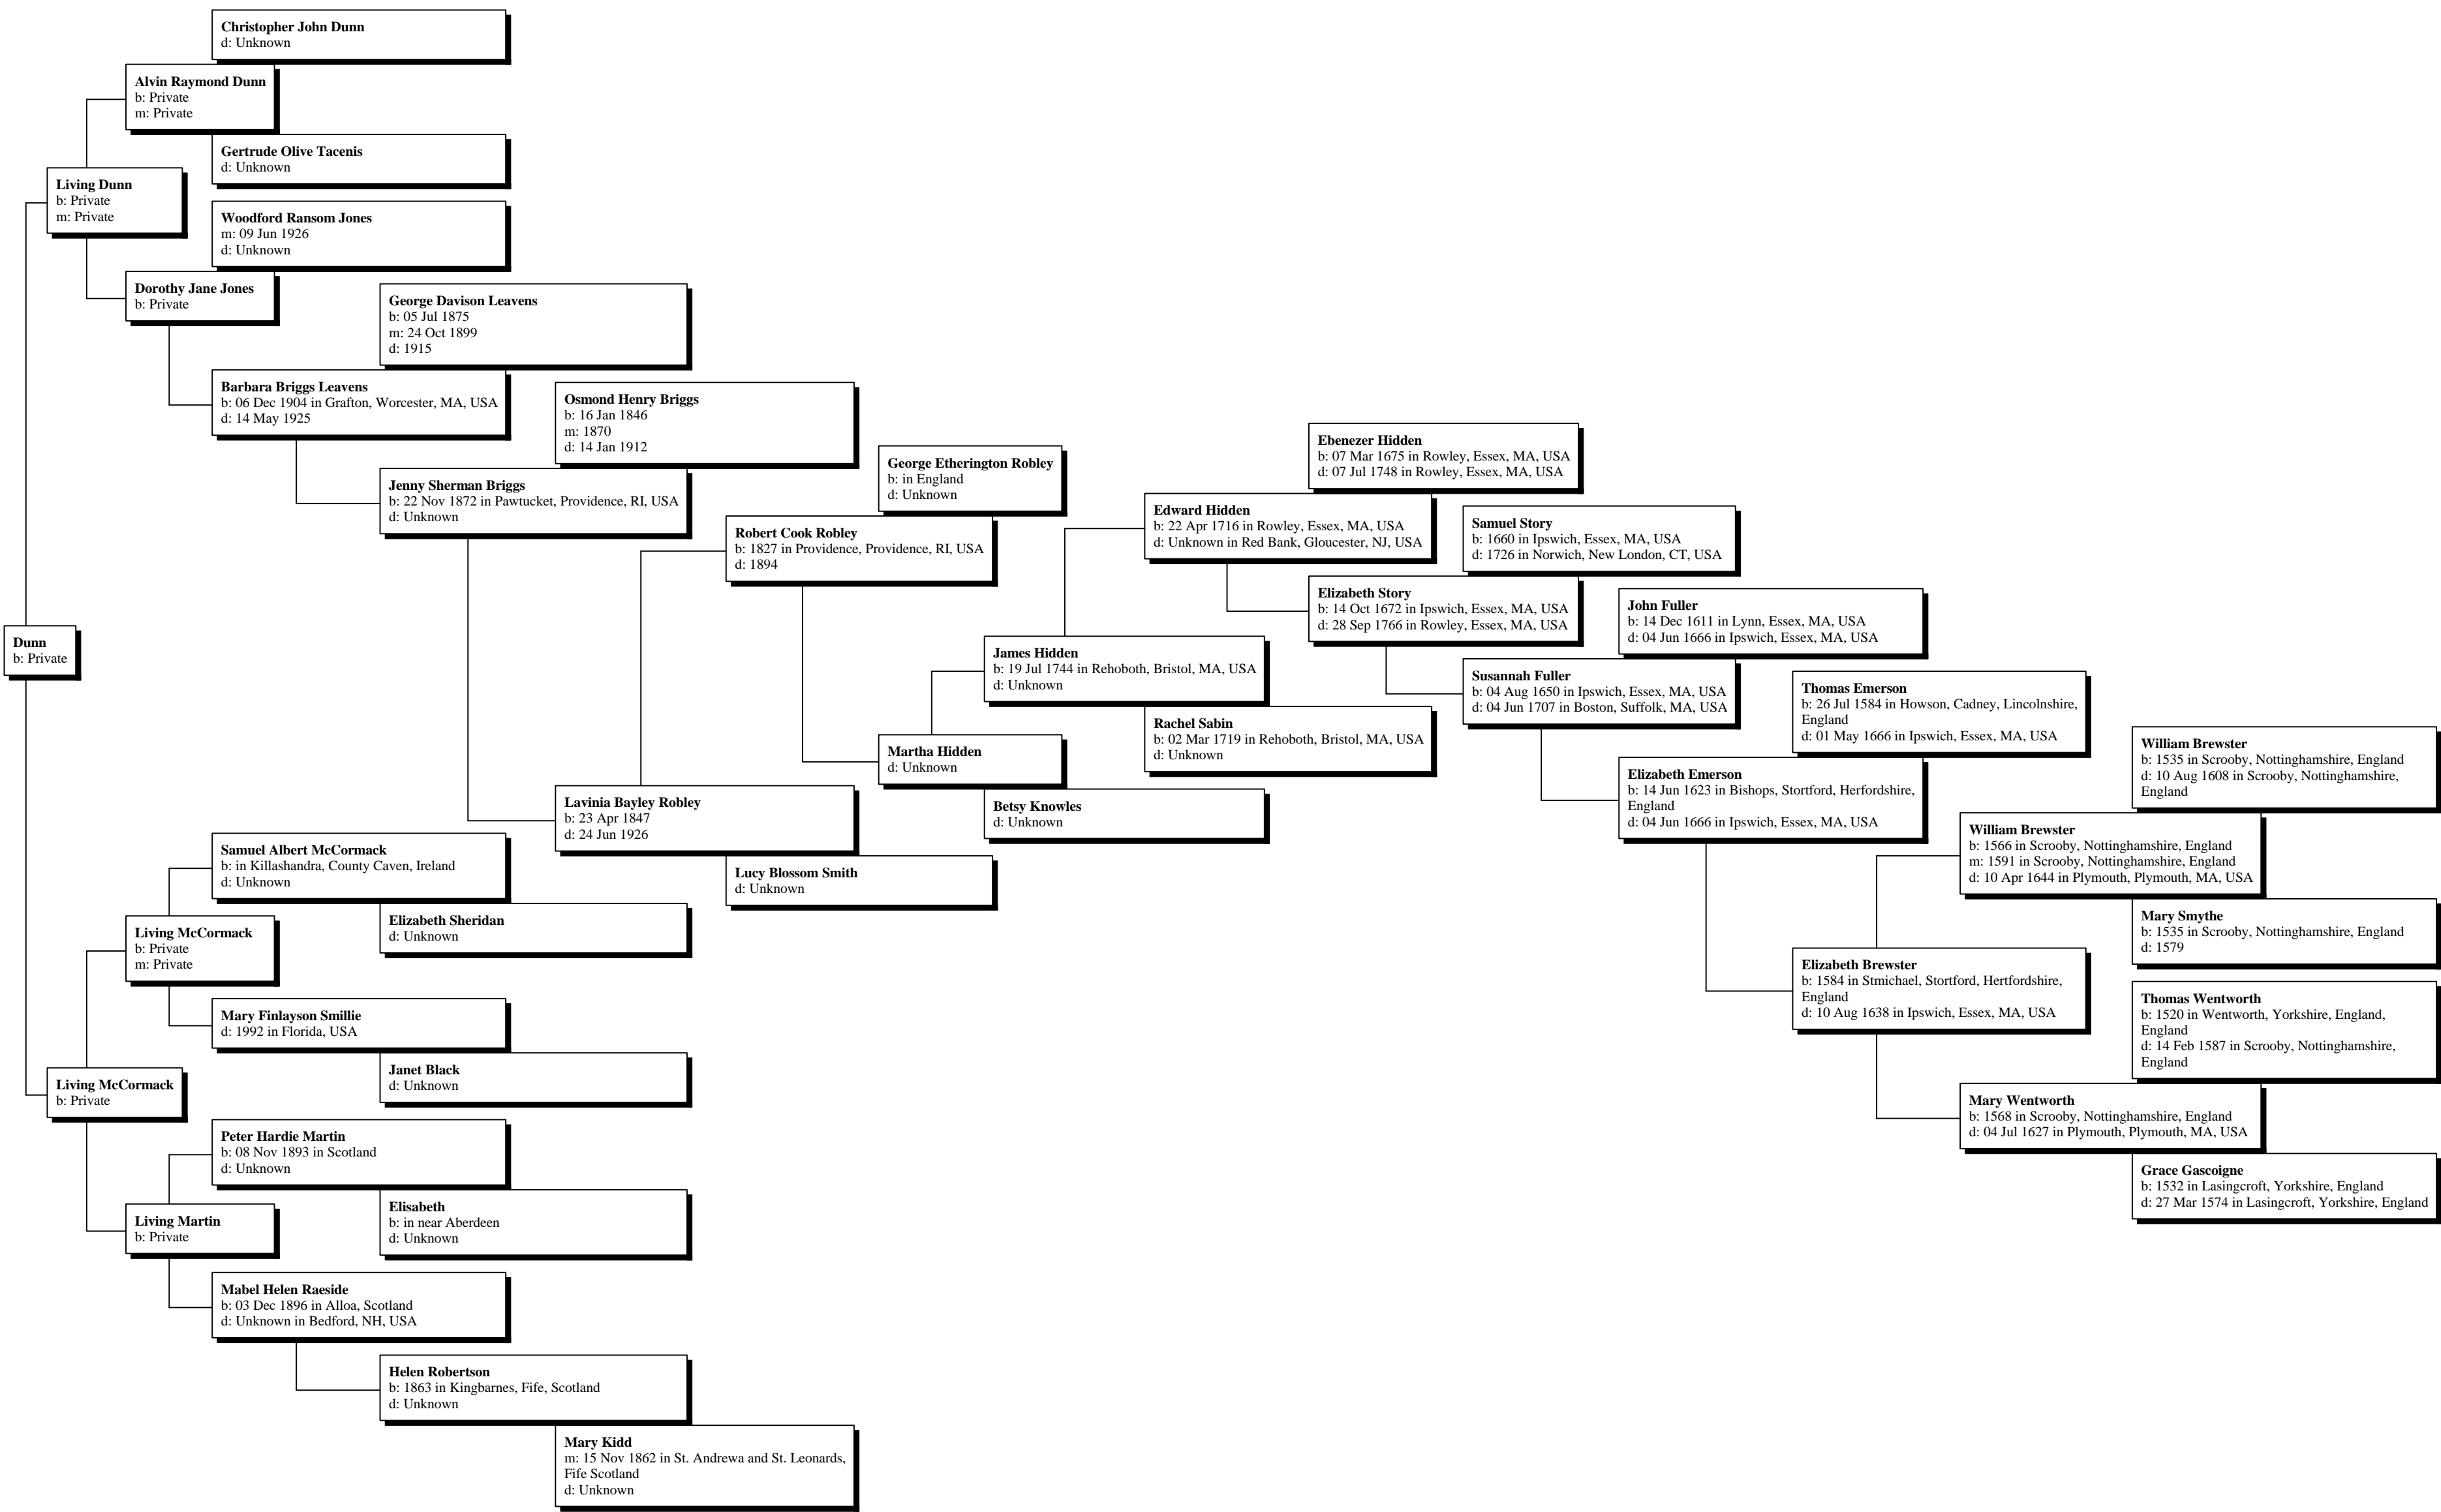 Christopher John Dunn
d: Unknown
Alvin Raymond Dunn
b: Private
m: Private
Gertrude Olive Tacenis
d: Unknown
Living Dunn
b: Private
m: Private
Woodford Ransom Jones
m: 09 Jun 1926
d: Unknown
Dorothy Jane Jones
b: Private
George Davison Leavens
b: 05 Jul 1875
m: 24 Oct 1899
d: 1915
Barbara Briggs Leavens
b: 06 Dec 1904 in Grafton, Worcester, MA, USA
d: 14 May 1925
Osmond Henry Briggs
b: 16 Jan 1846
m: 1870
d: 14 Jan 1912
Jenny Sherman Briggs
b: 22 Nov 1872 in Pawtucket, Providence, RI, USA
d: Unknown
George Etherington Robley
b: in England
d: Unknown
Robert Cook Robley
b: 1827 in Providence, Providence, RI, USA
d: 1894
Ebenezer Hidden
b: 07 Mar 1675 in Rowley, Essex, MA, USA
d: 07 Jul 1748 in Rowley, Essex, MA, USA
Edward Hidden
b: 22 Apr 1716 in Rowley, Essex, MA, USA
d: Unknown in Red Bank, Gloucester, NJ, USA
Samuel Story
b: 1660 in Ipswich, Essex, MA, USA
d: 1726 in Norwich, New London, CT, USA
Elizabeth Story
b: 14 Oct 1672 in Ipswich, Essex, MA, USA
d: 28 Sep 1766 in Rowley, Essex, MA, USA
John Fuller
b: 14 Dec 1611 in Lynn, Essex, MA, USA
d: 04 Jun 1666 in Ipswich, Essex, MA, USA
Dunn
b: Private
James Hidden
b: 19 Jul 1744 in Rehoboth, Bristol, MA, USA
d: Unknown
Susannah Fuller
b: 04 Aug 1650 in Ipswich, Essex, MA, USA
d: 04 Jun 1707 in Boston, Suffolk, MA, USA
Thomas Emerson
b: 26 Jul 1584 in Howson, Cadney, Lincolnshire,
England
d: 01 May 1666 in Ipswich, Essex, MA, USA
Rachel Sabin
b: 02 Mar 1719 in Rehoboth, Bristol, MA, USA
d: Unknown
Martha Hidden
d: Unknown
William Brewster
b: 1535 in Scrooby, Nottinghamshire, England
d: 10 Aug 1608 in Scrooby, Nottinghamshire,
England
Elizabeth Emerson
b: 14 Jun 1623 in Bishops, Stortford, Herfordshire,
England
d: 04 Jun 1666 in Ipswich, Essex, MA, USA
Lavinia Bayley Robley
b: 23 Apr 1847
d: 24 Jun 1926
Betsy Knowles
d: Unknown
William Brewster
b: 1566 in Scrooby, Nottinghamshire, England
m: 1591 in Scrooby, Nottinghamshire, England
d: 10 Apr 1644 in Plymouth, Plymouth, MA, USA
Samuel Albert McCormack
b: in Killashandra, County Caven, Ireland
d: Unknown
Lucy Blossom Smith
d: Unknown
Elizabeth Sheridan
d: Unknown
Mary Smythe
b: 1535 in Scrooby, Nottinghamshire, England
d: 1579
Living McCormack
b: Private
m: Private
Elizabeth Brewster
b: 1584 in Stmichael, Stortford, Hertfordshire,
England
d: 10 Aug 1638 in Ipswich, Essex, MA, USA
Mary Finlayson Smillie
d: 1992 in Florida, USA
Thomas Wentworth
b: 1520 in Wentworth, Yorkshire, England,
England
d: 14 Feb 1587 in Scrooby, Nottinghamshire,
England
Janet Black
d: Unknown
Living McCormack
b: Private
Mary Wentworth
b: 1568 in Scrooby, Nottinghamshire, England
d: 04 Jul 1627 in Plymouth, Plymouth, MA, USA
Peter Hardie Martin
b: 08 Nov 1893 in Scotland
d: Unknown
Grace Gascoigne
b: 1532 in Lasingcroft, Yorkshire, England
d: 27 Mar 1574 in Lasingcroft, Yorkshire, England
Elisabeth
b: in near Aberdeen
d: Unknown
Living Martin
b: Private
Mabel Helen Raeside
b: 03 Dec 1896 in Alloa, Scotland
d: Unknown in Bedford, NH, USA
Helen Robertson
b: 1863 in Kingbarnes, Fife, Scotland
d: Unknown
Mary Kidd
m: 15 Nov 1862 in St. Andrewa and St. Leonards,
Fife Scotland
d: Unknown